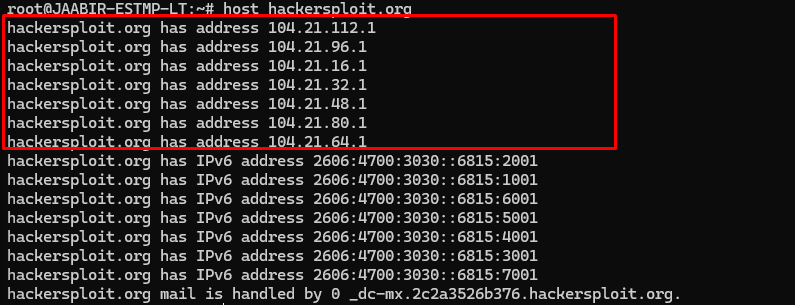 root@JAABIR-ESTMP-LT:~# host hackersploit.org
hackersploit.org has address 104.21.112.1
hackersploit.org has address 104.21.96.1
hackersploit.org has address 104.21.16.1
hackersploit.org has address 104.21.32.1
hackersploit.org has address 104.21.48.1
hackersploit.org has address 104.21.80.1
hackersploit.org has address 104.21.64.1
hackersploit.org has IPv6 address 2606:4700:3030::6815:2001
hackersploit.org has IPv6 address 2606:4700:3030::6815:1001
hackersploit.org has IPv6 address 2606:4700:3030::6815:6001
hackersploit.org has IPv6 address 2606:4700:3030::6815:5001
hackersploit.org has IPv6 address 2606:4700:3030::6815:4001
hackersploit.org has IPv6 address 2606:4700:3030::6815:3001
hackersploit.org has IPv6 address 2606:4700:3030::6815:7001
hackersploit.org mail is handled by 0 _dc-mx.2c2a3526b376.hackersploit.org.